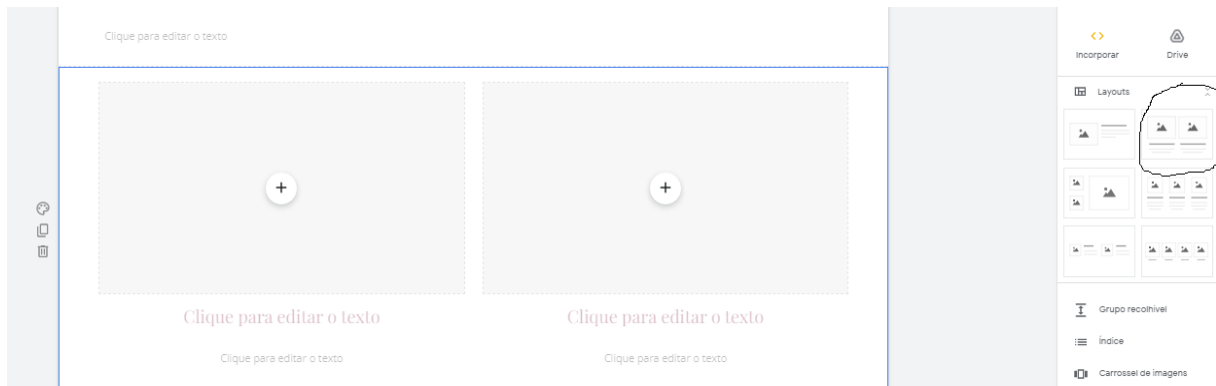 Clique para editar o texto
Incorporar
Drive
Layouts
Clique para editar o texto
Clique para editar o texto
Clique para editar o texto
Clique para editar o texto
Grupo recolhível
Índice
Carrossel de imagens